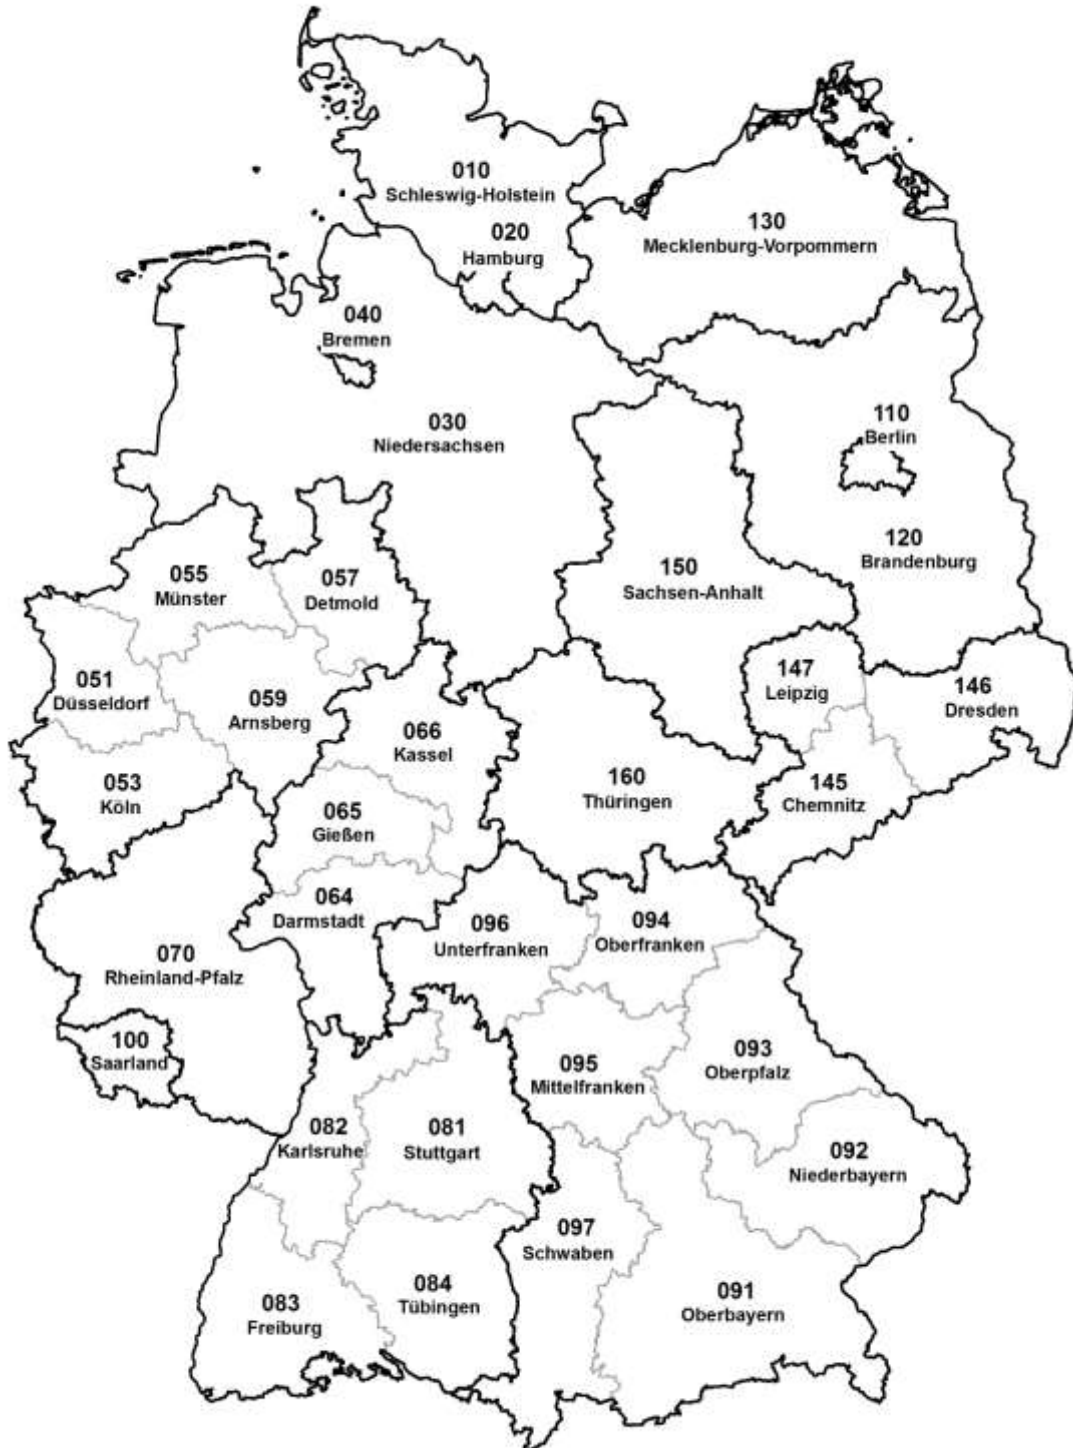 010
Schleswig-Holstein
020
Hamburg
130
Mecklenburg-Vorpommern
040
Bremen
030
Niedersachsen
110
Berlin
120
Brandenburg
150
Sachsen-Anhalt
055
Münster
057
Detmold
051
Düsseldorf
059
Arnsberg
147
Leipzig
146
Dresden
066
Kassel
053
Köln
160
Thüringen
145
Chemnitz
065
Gießen
064
Darmstadt
096
Unterfranken
094
Oberfranken
070
Rheinland-Pfalz
100
Saarland
095
Mittelfranken
093
Oberpfalz
082
Karlsruhe
081
Stuttgart
092
Niederbayern
097
Schwaben
083
Freiburg
084
Tübingen
091
Oberbayern